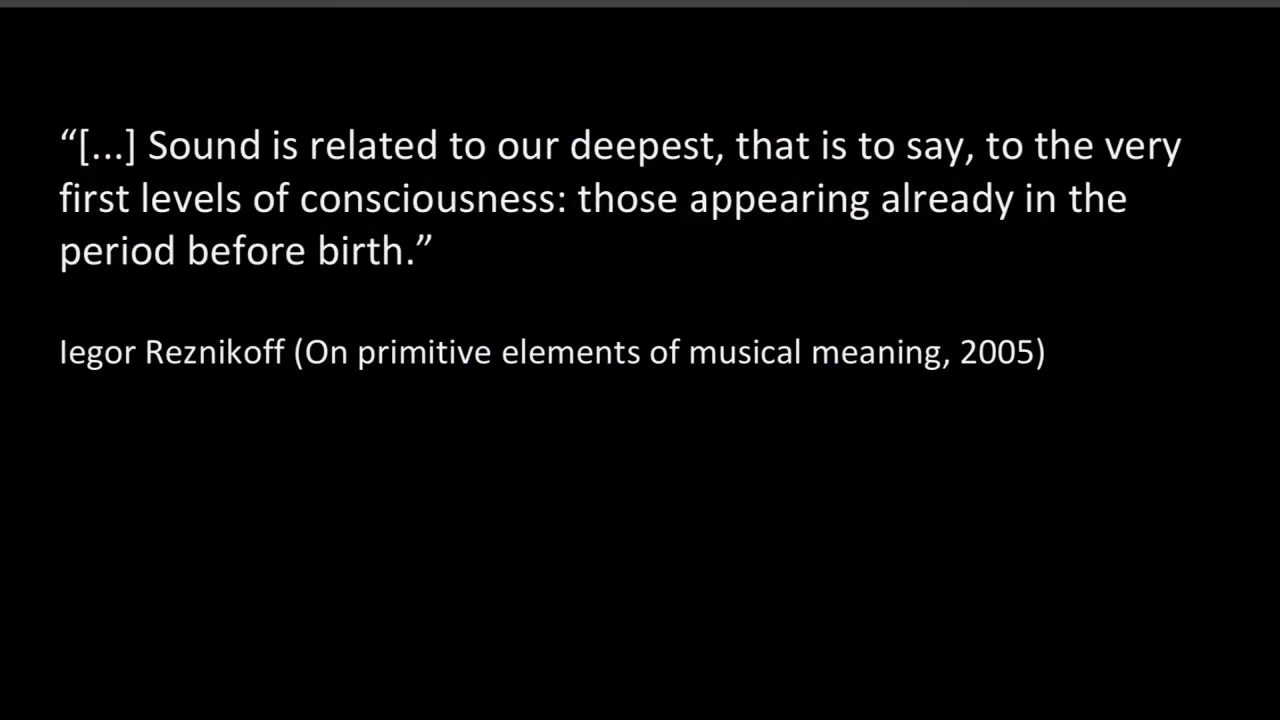 “[...] Sound is related to our deepest, that is to say, to the very
first levels of consciousness: those appearing already in the
period before birth.”
Iegor Reznikoff (On primitive elements of musical meaning, 2005)